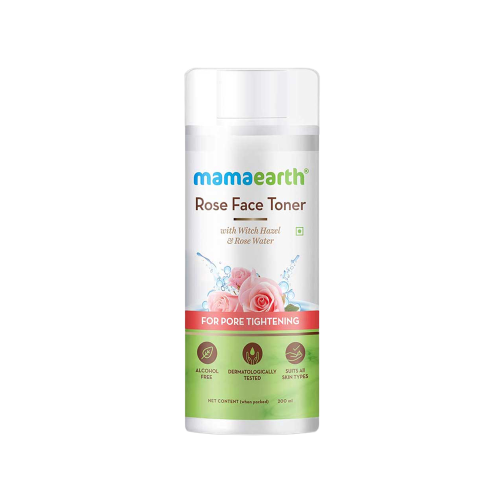 mamaearth®
Rose Face Toner
with Witch Hazel
& Rose Water
FOR PORE TIGHTENING
ALCOHOL
FREE
DERMATOLOGICALLY
TESTED
SUITS All
SKIN TYPES
NET CONTENT (when packed) 200 ml